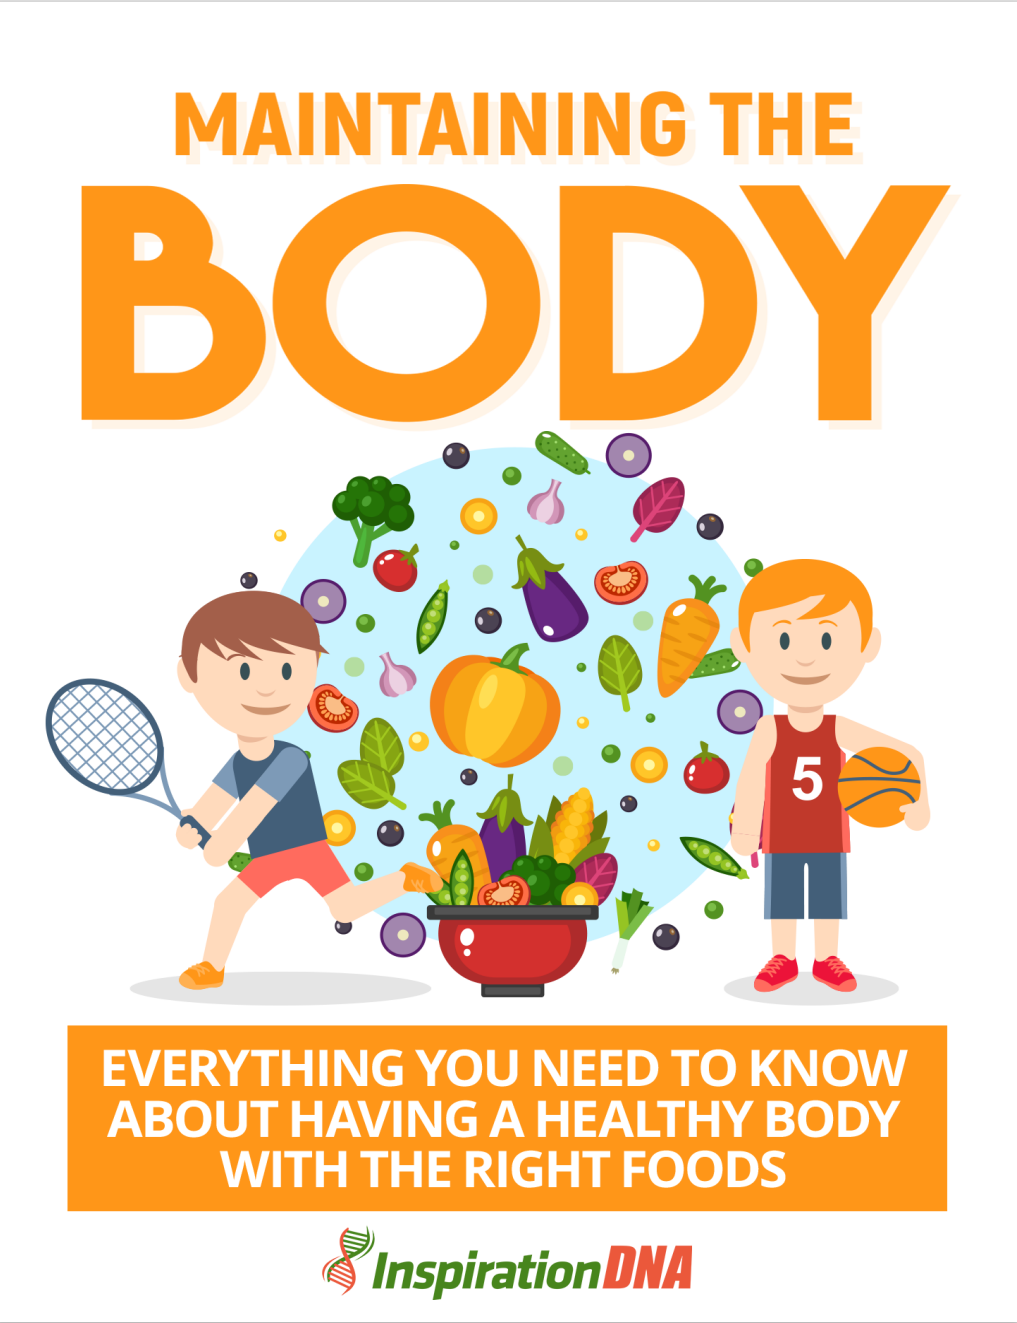 MAINTAINING THE
BODY
5
EVERYTHING YOU NEED TO KNOW
ABOUT HAVING A HEALTHY BODY
WITH THE RIGHT FOODS
InspirationDNA